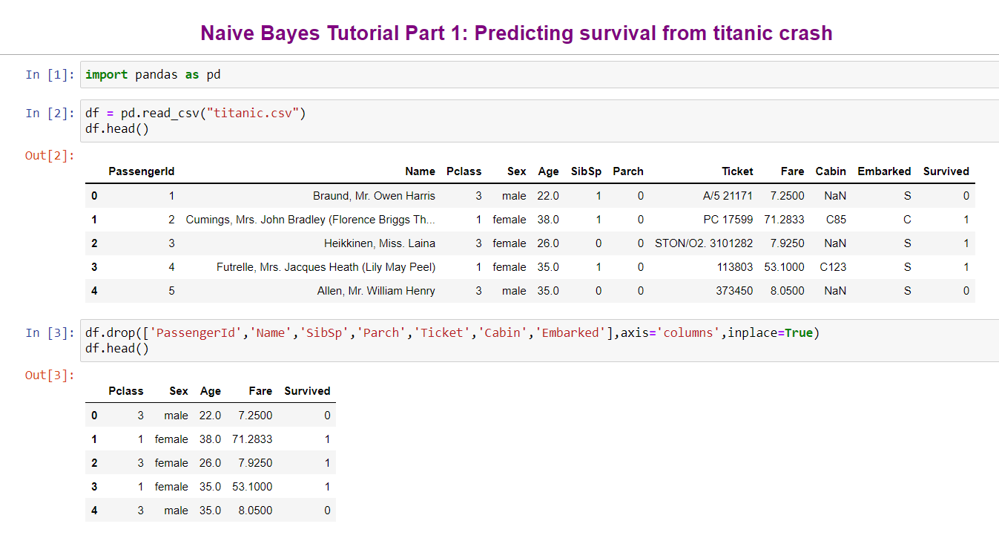 Naive Bayes Tutorial Part 1: Predicting survival from titanic crash
In [1]: import pandas as pd
In [2]: df = pd.read_csv("titanic.csv")
df.head()
Out[2]:
PassengerId Name Pclass Sex Age SibSp Parch Ticket Fare Cabin Embarked Survived
0 1 Braund, Mr. Owen Harris 3 male 22.0 1 0 A/5 21171 7.2500 NaN S 0
1 2 Cumings, Mrs. John Bradley (Florence Briggs Th... 1 female 38.0 1 0 PC 17599 71.2833 C85 C 1
2 3 Heikkinen, Miss. Laina 3 female 26.0 0 0 STON/O2. 3101282 7.9250 NaN S 1
3 4 Futrelle, Mrs. Jacques Heath (Lily May Peel) 1 female 35.0 1 0 113803 53.1000 C123 S 1
4 5 Allen, Mr. William Henry 3 male 35.0 0 0 373450 8.0500 NaN S 0
In [3]: df.drop(['PassengerId','Name','SibSp','Parch','Ticket','Cabin','Embarked'],axis='columns',inplace=True)
df.head()
Out[3]:
Pclass Sex Age Fare Survived
0 3 male 22.0 7.2500 0
1 1 female 38.0 71.2833 1
2 3 female 26.0 7.9250 1
3 1 female 35.0 53.1000 1
4 3 male 35.0 8.0500 0